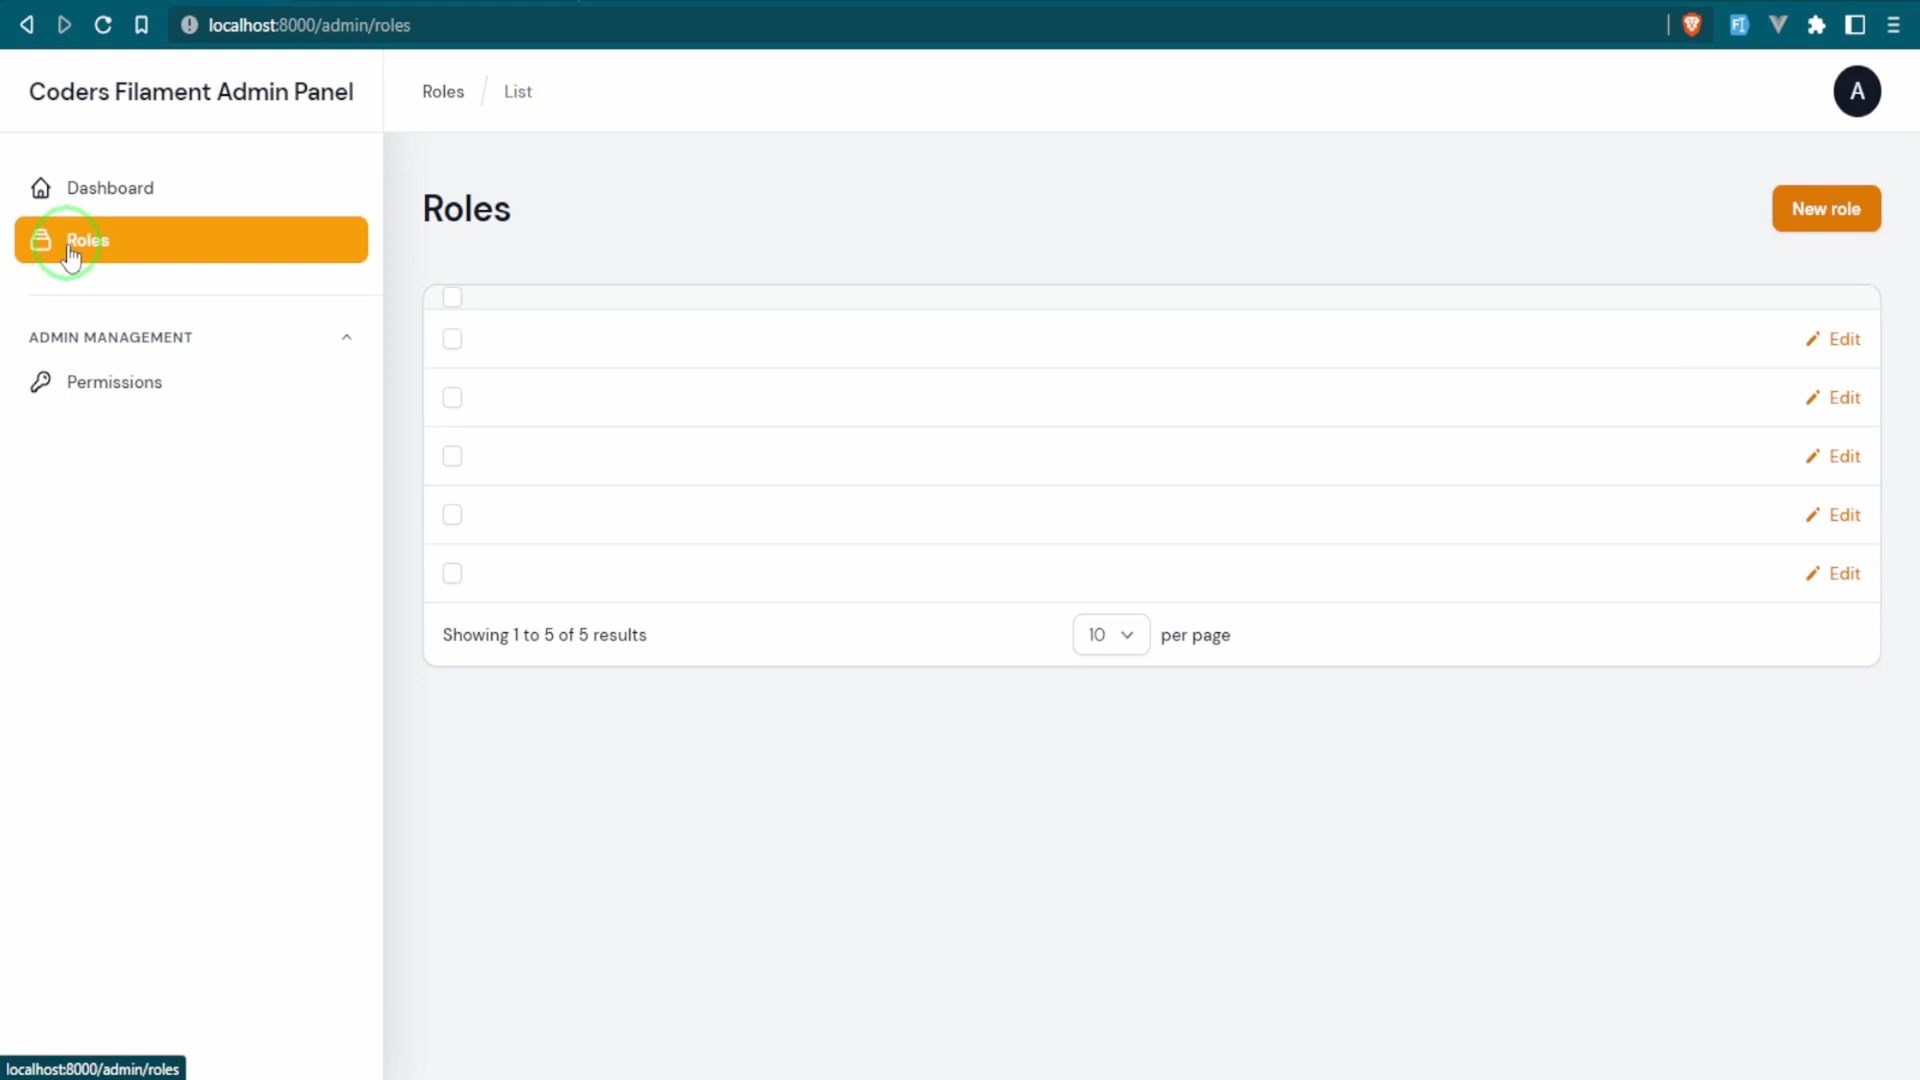 localhost:8000/admin/roles
Coders Filament Admin Panel
Roles
List
A
Dashboard
Roles
Roles
New role
ADMIN MANAGEMENT
Permissions
Edit
Edit
Edit
Edit
Edit
Showing 1 to 5 of 5 results
10
per page
localhost:8000/admin/roles